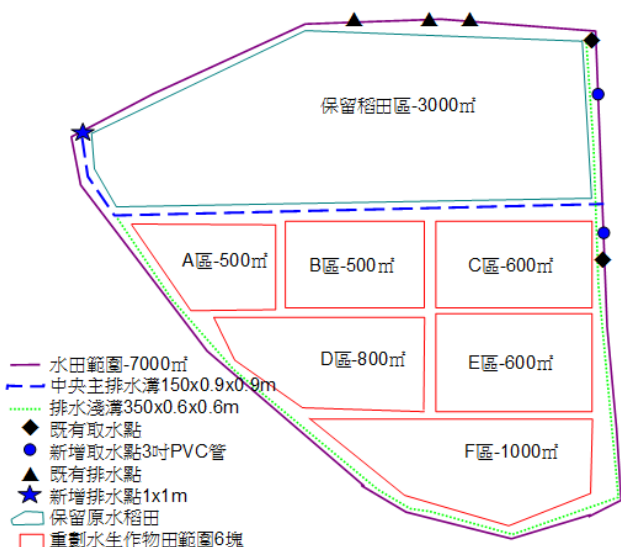 保留稻田區-3000㎡
A區-500㎡
B區-500㎡
C區-600㎡
D區-800㎡
E區-600㎡
F區-1000㎡
水田範圍-7000㎡
中央主排水溝150x0.9x0.9m
排水淺溝350x0.6x0.6m
既有取水點
新增取水點3吋PVC管
既有排水點
新增排水點1x1m
保留原水稻田
重劃水生作物田範圍6塊